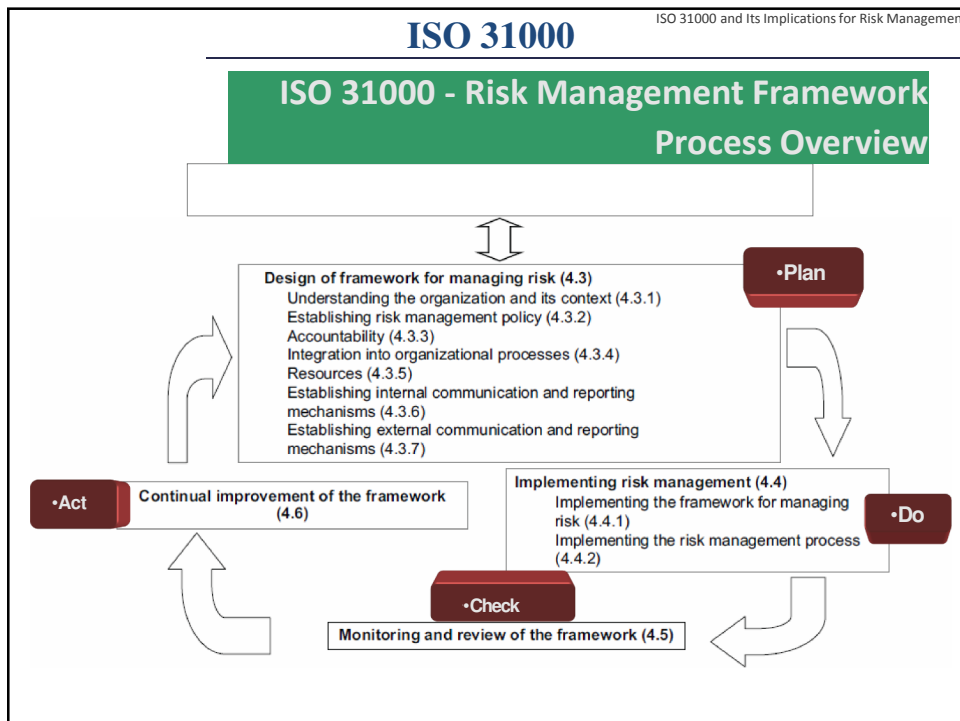 ISO 31000 and Its Implications for Risk Managemen
ISO 31000
ISO 31000 - Risk Management Framework
Process Overview
•Plan
Design of framework for managing risk (4.3)
Understanding the organization and its context (4.3.1)
Establishing risk management policy (4.3.2)
Accountability (4.3.3)
Integration into organizational processes (4.3.4)
Resources (4.3.5)
Establishing internal communication and reporting
mechanisms (4.3.6)
Establishing external communication and reporting
mechanisms (4.3.7)
•Act
Continual improvement of the framework
(4.6)
Implementing risk management (4.4)
Implementing the framework for managing
risk (4.4.1)
Implementing the risk management process
(4.4.2)
•Do
•Check
Monitoring and review of the framework (4.5)